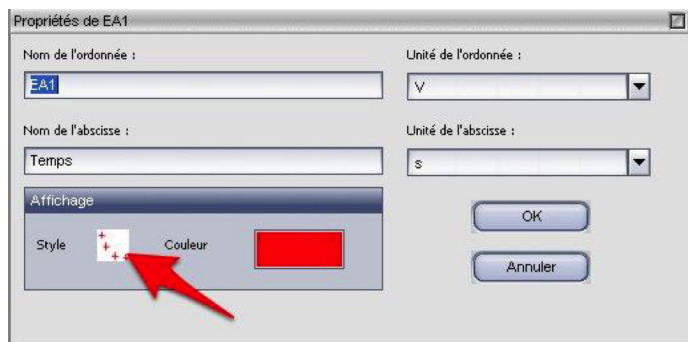 Propriétés de EA1
Nom de l'ordonnée :
Unité de l'ordonnée :
EA1
V
Nom de l'abscisse :
Unité de l'abscisse :
Temps
s
Affichage
Style
Couleur
OK
Annuler